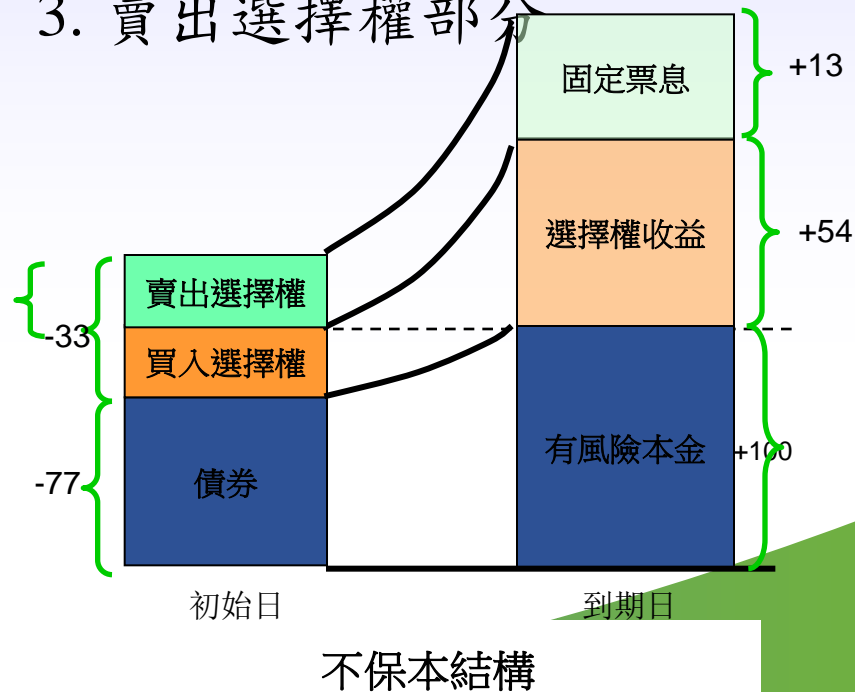 3. 賣出選擇權部分
固定票息
+13
選擇權收益
+54
賣出選擇權
-33
買入選擇權
有風險本金
+100
-77
債券
初始日
到期日
不保本結構